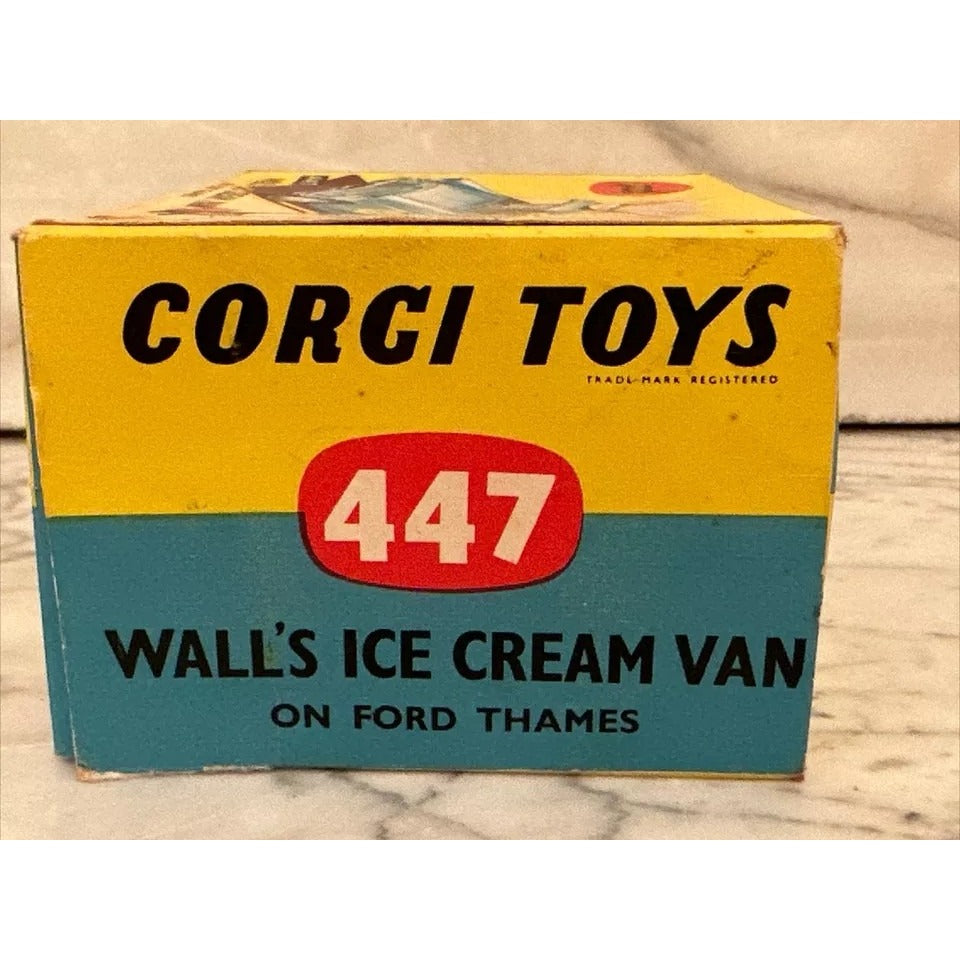 CORGI TOYS
TRADE MARK REGISTERED
447
WALL'S ICE CREAM VAN
ON FORD THAMES